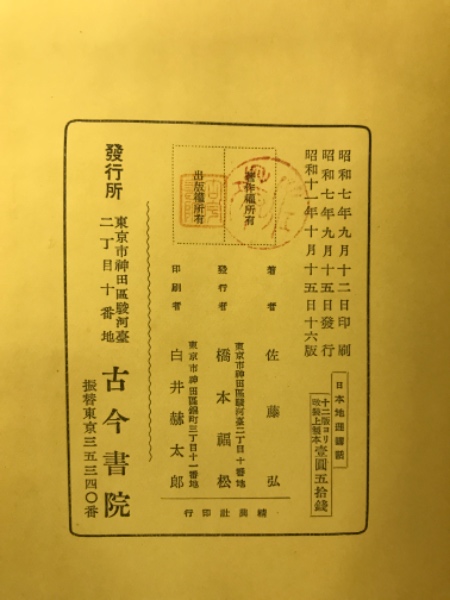 昭和七年九月十二日印刷
昭和七年九月十五日發行
昭和十一年十月十五日十六版
日本地理
十二版ヨリ
改裝上製本
壹圓五拾錢
著作權所有
出版權所有
著者 佐藤弘
東京市神田區駿河臺二丁目十番地
發行者 橋本福松
東京市神田區錦町三丁目十一番地
印刷者 白井赫太郎
精興社印行
發行所
東京市神田區駿河臺
二丁目十番地
古今書院
振替東京三五三四〇番